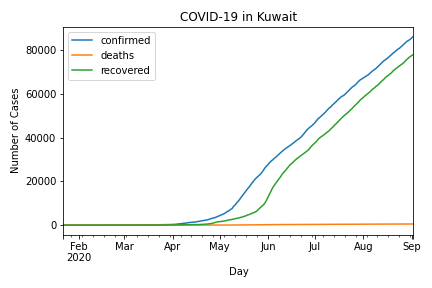 COVID-19 in Kuwait
confirmed
deaths
recovered
80000
60000
40000
20000
0
Number of Cases
Feb Mar Apr May Jun Jul Aug Sep
2020
Day